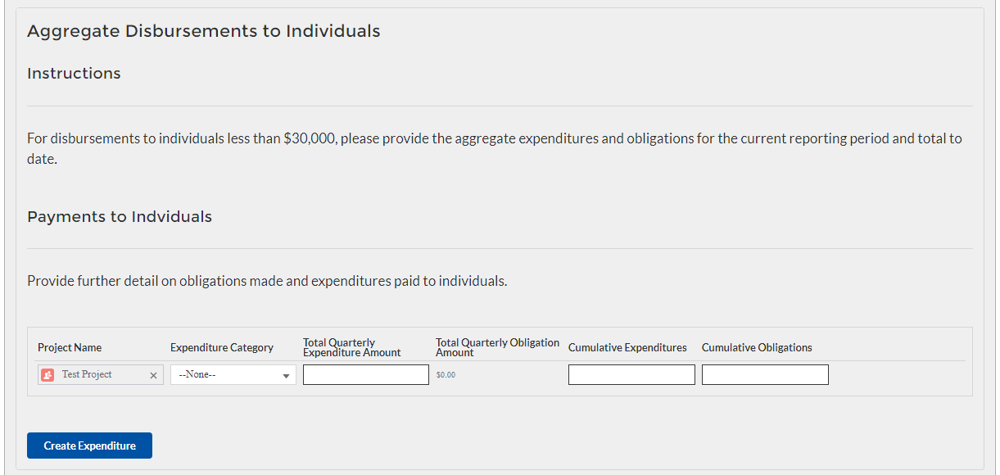 Aggregate Disbursements to Individuals
Instructions
For disbursements to individuals less than $30,000, please provide the aggregate expenditures and obligations for the current reporting period and total to
date.
Payments to Indviduals
Provide further detail on obligations made and expenditures paid to individuals.
Project Name Expenditure Category Total Quarterly Expenditure Amount Total Quarterly Obligation Amount Cumulative Expenditures Cumulative Obligations
Test Project × --None-- $0.00
Create Expenditure